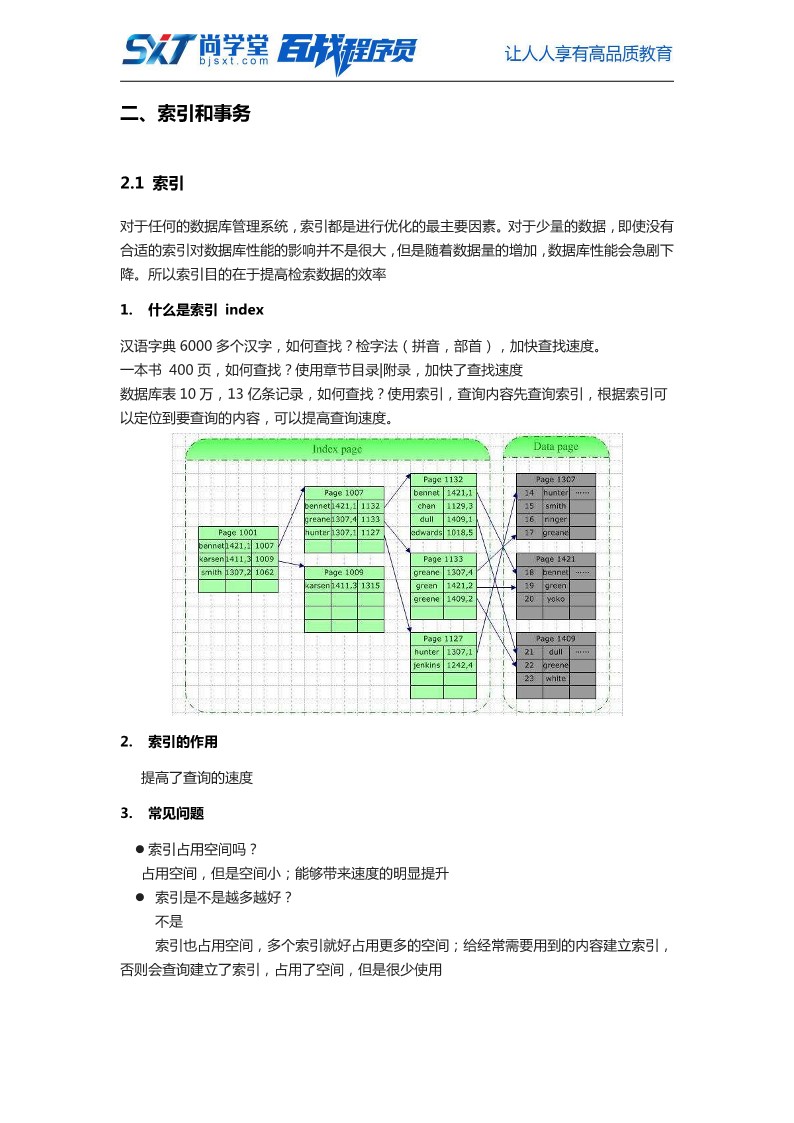 SXT 尚学堂 bjsxt.com 百战程序员 让人人享有高品质教育
二、索引和事务
2.1 索引
对于任何的数据库管理系统，索引都是进行优化的最主要因素。对于少量的数据，即使没有
合适的索引对数据库性能的影响并不是很大，但是随着数据量的增加，数据库性能会急剧下
降。所以索引目的在于提高检索数据的效率
1. 什么是索引 index
汉语字典 6000 多个汉字，如何查找？检字法（拼音，部首），加快查找速度。
一本书 400 页，如何查找？使用章节目录|附录，加快了查找速度
数据库表 10 万，13 亿条记录，如何查找？使用索引，查询内容先查询索引，根据索引可
以定位到要查询的内容，可以提高查询速度。
Index page
Page 1001
bennet 1421,1 1007
karsen 1411,3 1009
smith 1307,2 1062
Page 1007
bennet 1421,1 1132
greane 1307,4 1133
hunter 1307,1 1127
Page 1009
karsen 1411,3 1315
Page 1132
bennet 1421,1
chan 1129,3
dull 1409,1
edwards 1018,5
Page 1133
greane 1307,4
green 1421,2
greene 1409,2
Page 1127
hunter 1307,1
jenkins 1242,4
Data page
Page 1307
14 hunter ······
15 smith
16 ringer
17 greane
Page 1421
18 bennet ······
19 green
20 yoko
Page 1409
21 dull ······
22 greene
23 white
2. 索引的作用
提高了查询的速度
3. 常见问题
● 索引占用空间吗？
占用空间，但是空间小；能够带来速度的明显提升
● 索引是不是越多越好？
不是
索引也占用空间，多个索引就好占用更多的空间；给经常需要用到的内容建立索引，
否则会查询建立了索引，占用了空间，但是很少使用